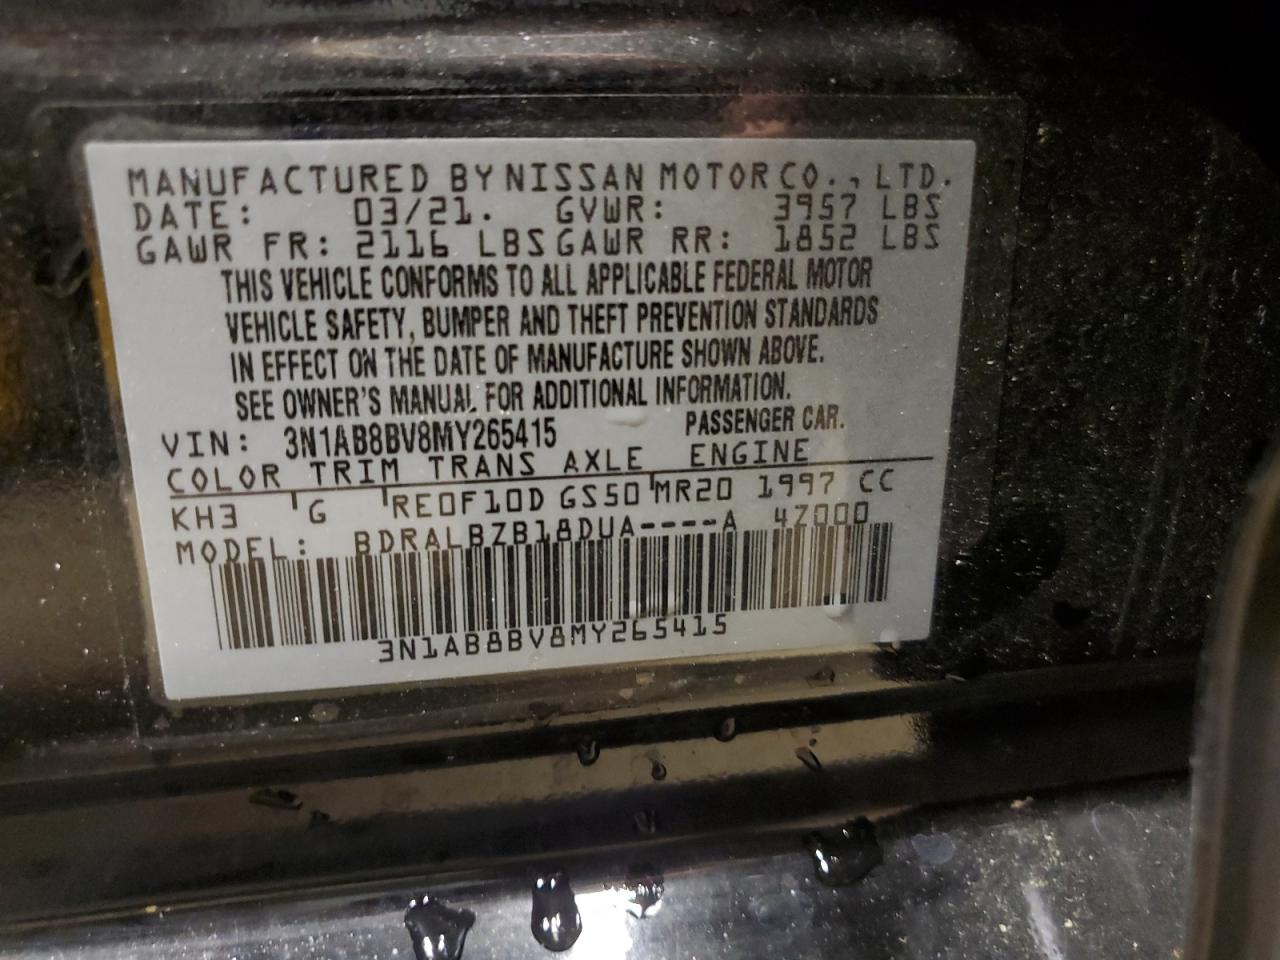 MANUFACTURED BY NISSAN MOTOR CO., LTD.
DATE: 03/21. GVWR: 3957 LBS
GAWR FR: 2116 LBS GAWR RR: 1852 LBS
THIS VEHICLE CONFORMS TO ALL APPLICABLE FEDERAL MOTOR
VEHICLE SAFETY, BUMPER AND THEFT PREVENTION STANDARDS
IN EFFECT ON THE DATE OF MANUFACTURE SHOWN ABOVE.
SEE OWNER'S MANUAL FOR ADDITIONAL INFORMATION.
VIN: 3N1AB8BV8MY265415 PASSENGER CAR.
COLOR TRIM TRANS AXLE ENGINE
KH3 G RE0F10D GS50 MR20 1997 CC
MODEL: BDRALBZB18DUA----A 4Z000
3N1AB8BV8MY265415